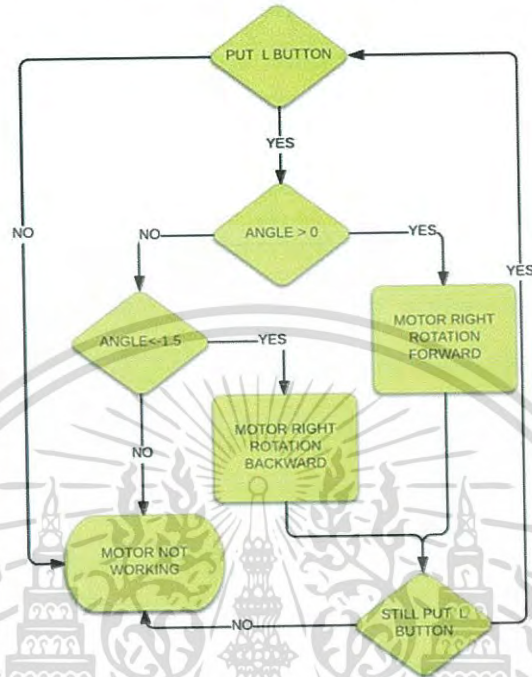 PUT L BUTTON
YES
NO
ANGLE > 0
NO
YES
YES
ANGLE<-1.5
YES
MOTOR RIGHT
ROTATION
FORWARD
NO
MOTOR RIGHT
ROTATION
BACKWARD
MOTOR NOT
WORKING
NO
STILL PUT L
BUTTON